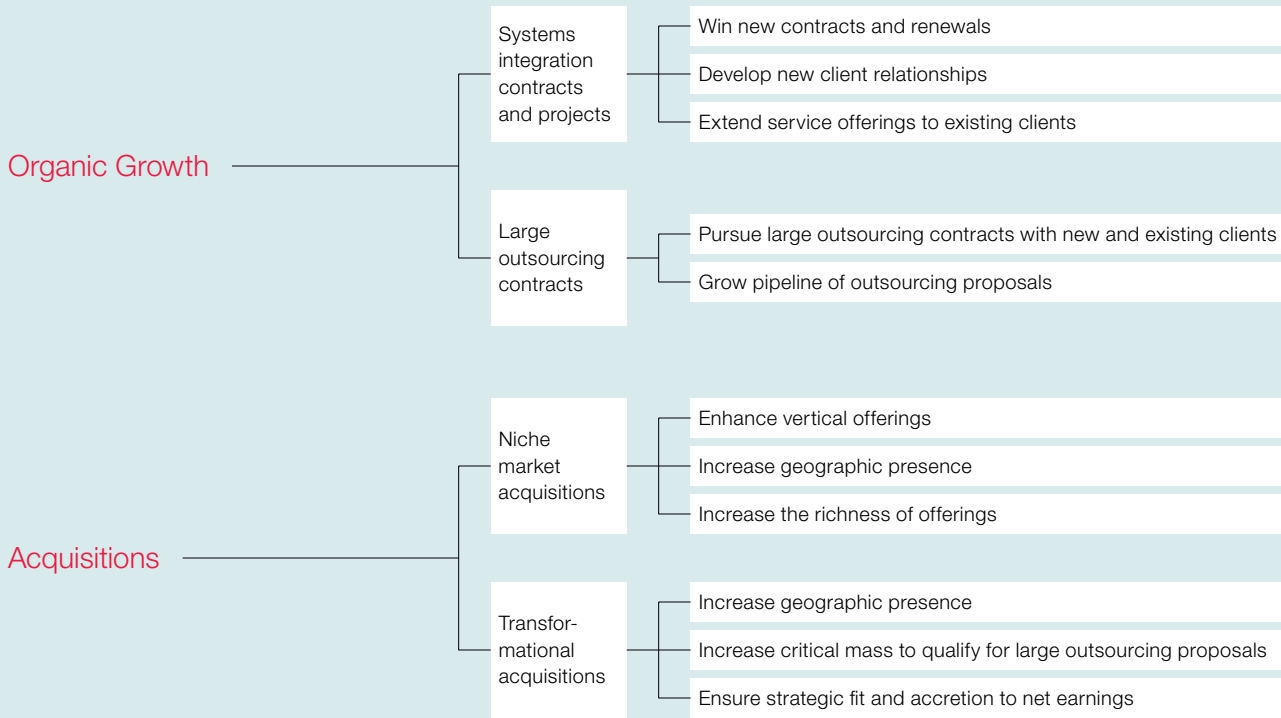 Organic Growth
Systems
integration
contracts
and projects
Win new contracts and renewals
Develop new client relationships
Extend service offerings to existing clients
Large
outsourcing
contracts
Pursue large outsourcing contracts with new and existing clients
Grow pipeline of outsourcing proposals
Acquisitions
Niche
market
acquisitions
Enhance vertical offerings
Increase geographic presence
Increase the richness of offerings
Transfor-
mational
acquisitions
Increase geographic presence
Increase critical mass to qualify for large outsourcing proposals
Ensure strategic fit and accretion to net earnings